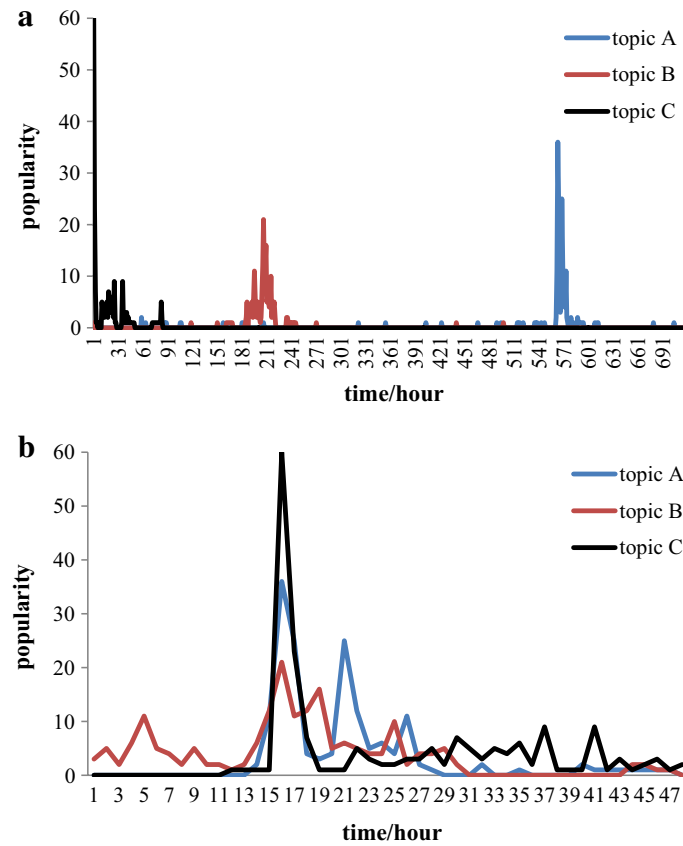 a
60
50
40
30
20
10
0
popularity
topic A
topic B
topic C
1 31 61 91 121 151 181 211 241 271 301 331 361 391 421 451 481 511 541 571 601 631 661 691
time/hour
b
60
50
40
30
20
10
0
popularity
topic A
topic B
topic C
1 3 5 7 9 11 13 15 17 19 21 23 25 27 29 31 33 35 37 39 41 43 45 47
time/hour